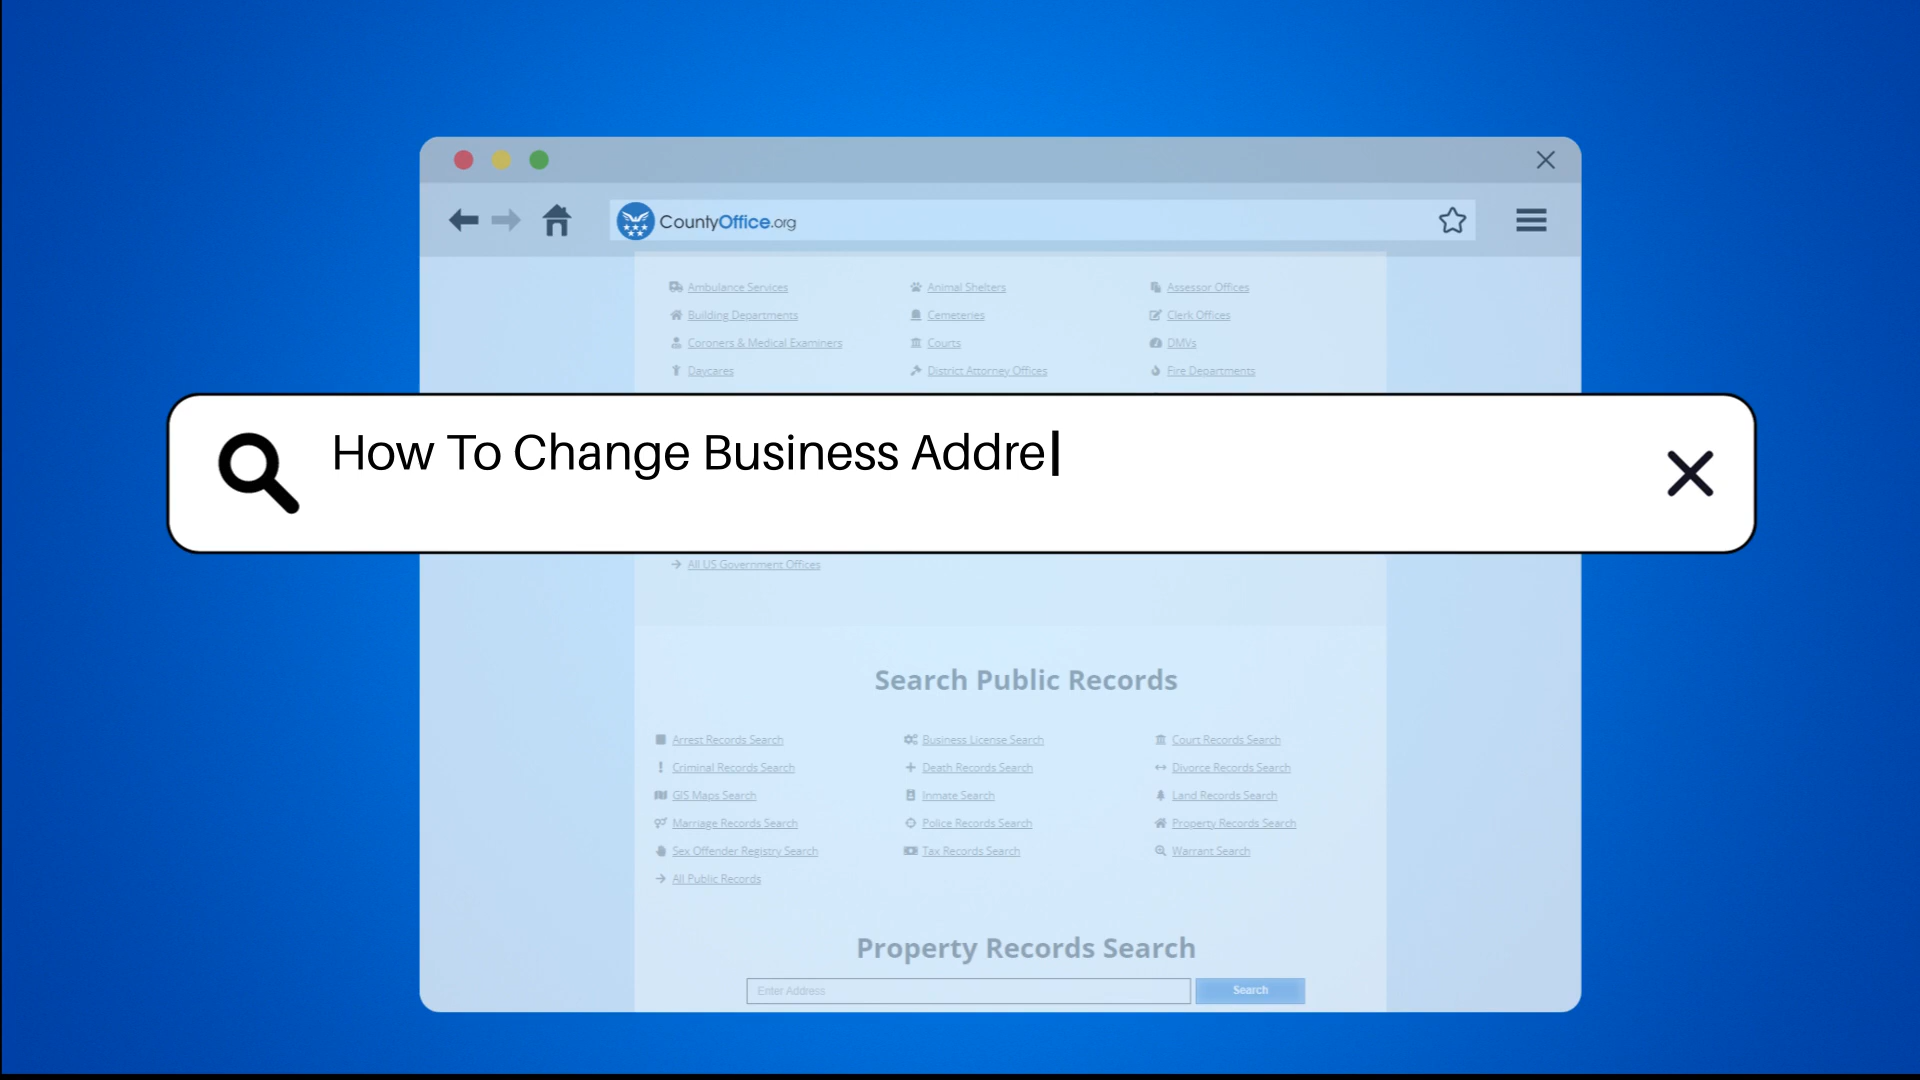 CountyOffice.org
Ambulance Services Animal Shelters Assessor Offices
Building Departments Cemeteries Clerk Offices
Coroners & Medical Examiners Courts DMVs
Daycares District Attorney Offices Fire Departments
How To Change Business Addre
All US Government Offices
Search Public Records
Arrest Records Search Business License Search Court Records Search
Criminal Records Search Death Records Search Divorce Records Search
GIS Maps Search Inmate Search Land Records Search
Marriage Records Search Police Records Search Property Records Search
Sex Offender Registry Search Tax Records Search Warrant Search
All Public Records
Property Records Search
Enter Address Search